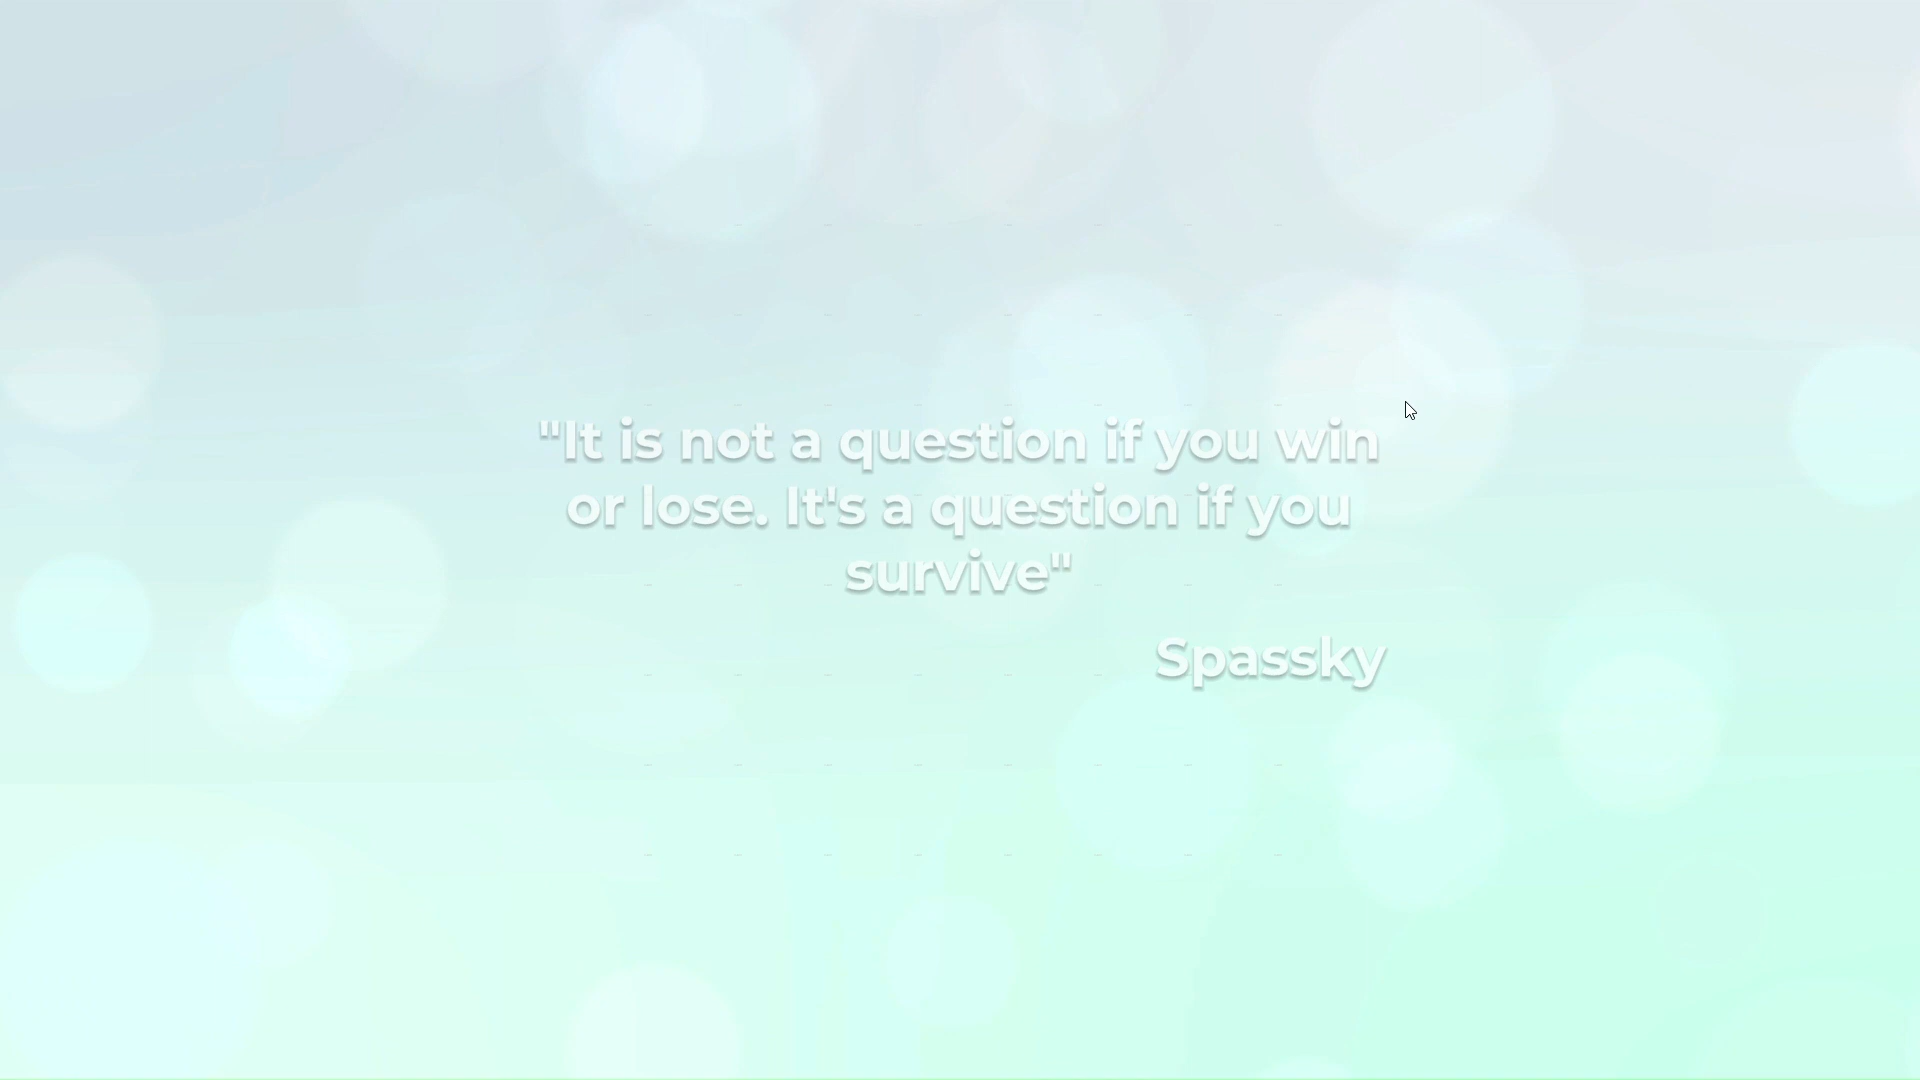 "It is not a question if you win
or lose. It's a question if you
survive"
Spassky